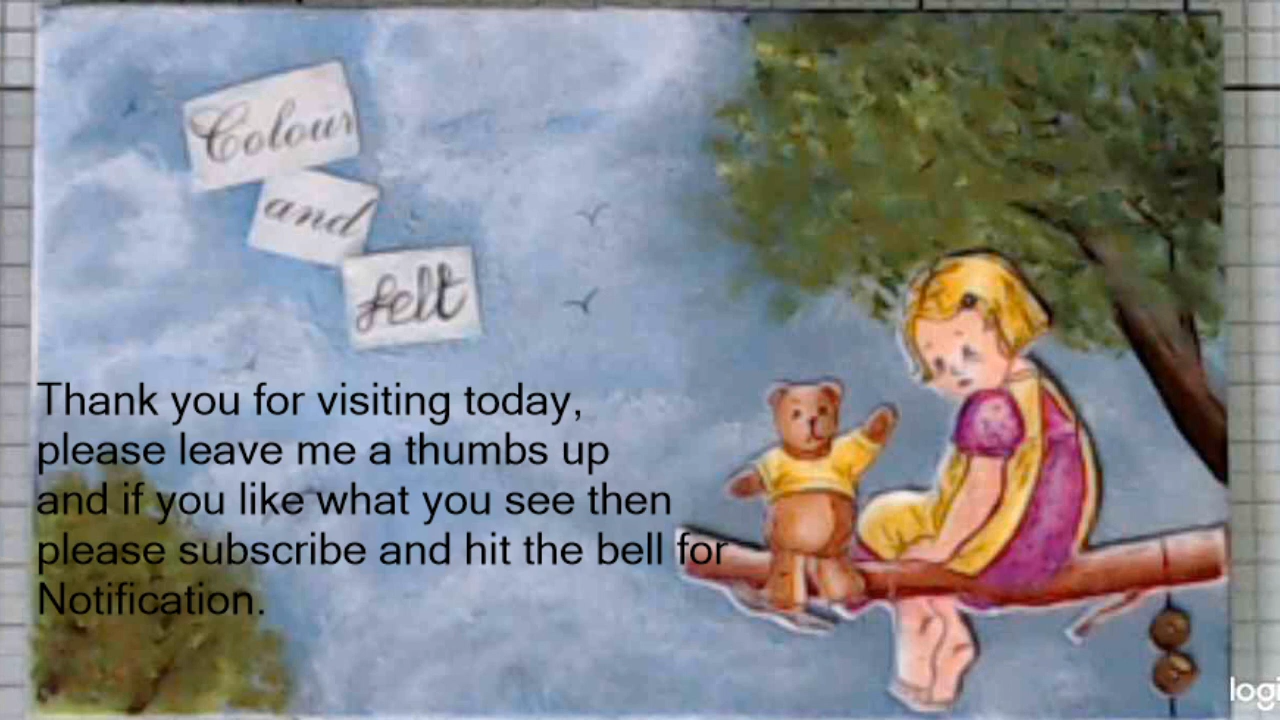 Colour
and
felt
Thank you for visiting today,
please leave me a thumbs up
and if you like what you see then
please subscribe and hit the bell for
Notification.
logi